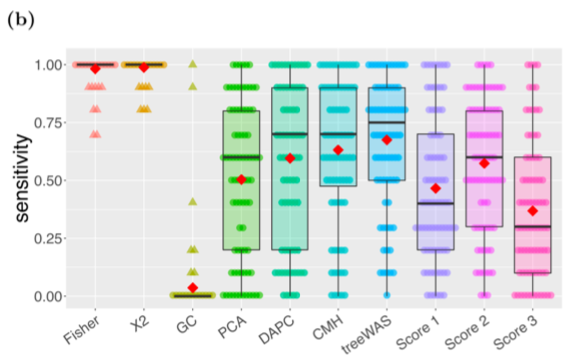 (b)
sensitivity
1.00
0.75
0.50
0.25
0.00
Fisher
X2
GC
PCA
DAPC
CMH
treeWAS
Score 1
Score 2
Score 3